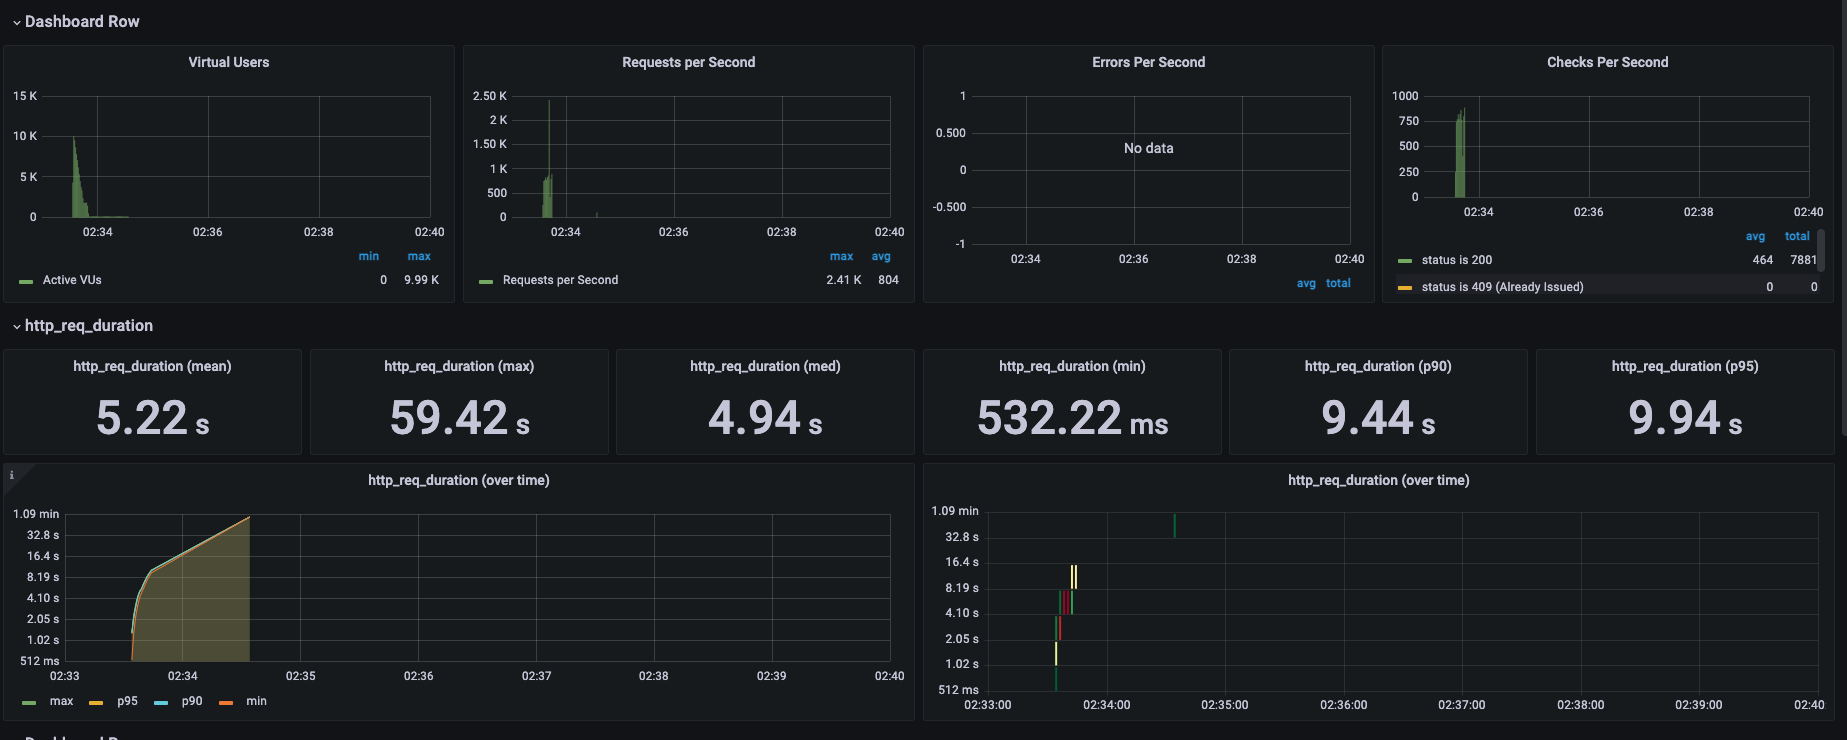 Dashboard Row
Virtual Users
15 K
10 K
5 K
0
02:34 02:36 02:38 02:40
min max
Active VUs 0 9.99 K
Requests per Second
2.50 K
2 K
1.50 K
1 K
500
0
02:34 02:36 02:38 02:40
max avg
Requests per Second 2.41 K 804
Errors Per Second
1
0.500
0
-0.500
-1
No data
02:34 02:36 02:38 02:40
avg total
Checks Per Second
1000
750
500
250
0
02:34 02:36 02:38 02:40
avg total
status is 200 464 7881
status is 409 (Already Issued) 0 0
http_req_duration
http_req_duration (mean)
5.22 s
http_req_duration (max)
59.42 s
http_req_duration (med)
4.94 s
http_req_duration (min)
532.22 ms
http_req_duration (p90)
9.44 s
http_req_duration (p95)
9.94 s
i
http_req_duration (over time)
1.09 min
32.8 s
16.4 s
8.19 s
4.10 s
2.05 s
1.02 s
512 ms
02:33 02:34 02:35 02:36 02:37 02:38 02:39 02:40
max p95 p90 min
http_req_duration (over time)
1.09 min
32.8 s
16.4 s
8.19 s
4.10 s
2.05 s
1.02 s
512 ms
02:33:00 02:34:00 02:35:00 02:36:00 02:37:00 02:38:00 02:39:00 02:40